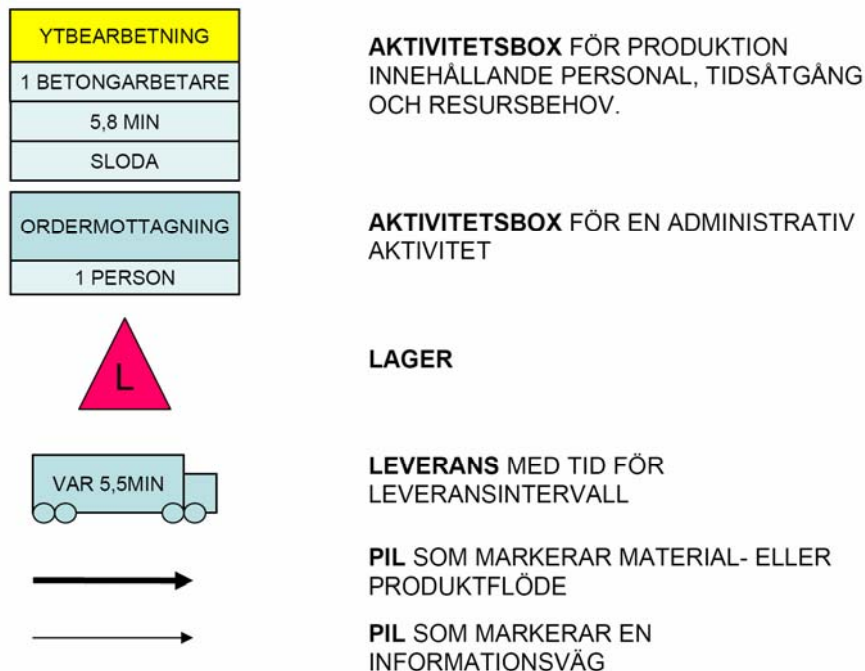 YTBEARBETNING
1 BETONGARBETARE
5,8 MIN
SLODA
AKTIVITETSBOX FÖR PRODUKTION
INNEHÅLLANDE PERSONAL, TIDSÅTGÅNG
OCH RESURSBEHOV.
ORDERMOTTAGNING
1 PERSON
AKTIVITETSBOX FÖR EN ADMINISTRATIV
AKTIVITET
L
LAGER
VAR 5,5MIN
LEVERANS MED TID FÖR
LEVERANSINTERVALL
PIL SOM MARKERAR MATERIAL- ELLER
PRODUKTFLÖDE
PIL SOM MARKERAR EN
INFORMATIONSVÄG